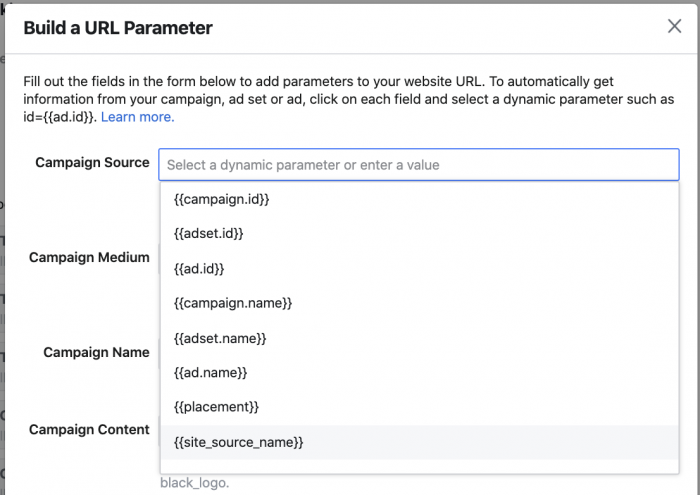 Build a URL Parameter
Fill out the fields in the form below to add parameters to your website URL. To automatically get
information from your campaign, ad set or ad, click on each field and select a dynamic parameter such as
id={{ad.id}}. Learn more.
Campaign Source
Select a dynamic parameter or enter a value
{{campaign.id}}
{{adset.id}}
Campaign Medium
{{ad.id}}
{{campaign.name}}
{{adset.name}}
Campaign Name
{{ad.name}}
{{placement}}
Campaign Content
{{site_source_name}}
black_logo.